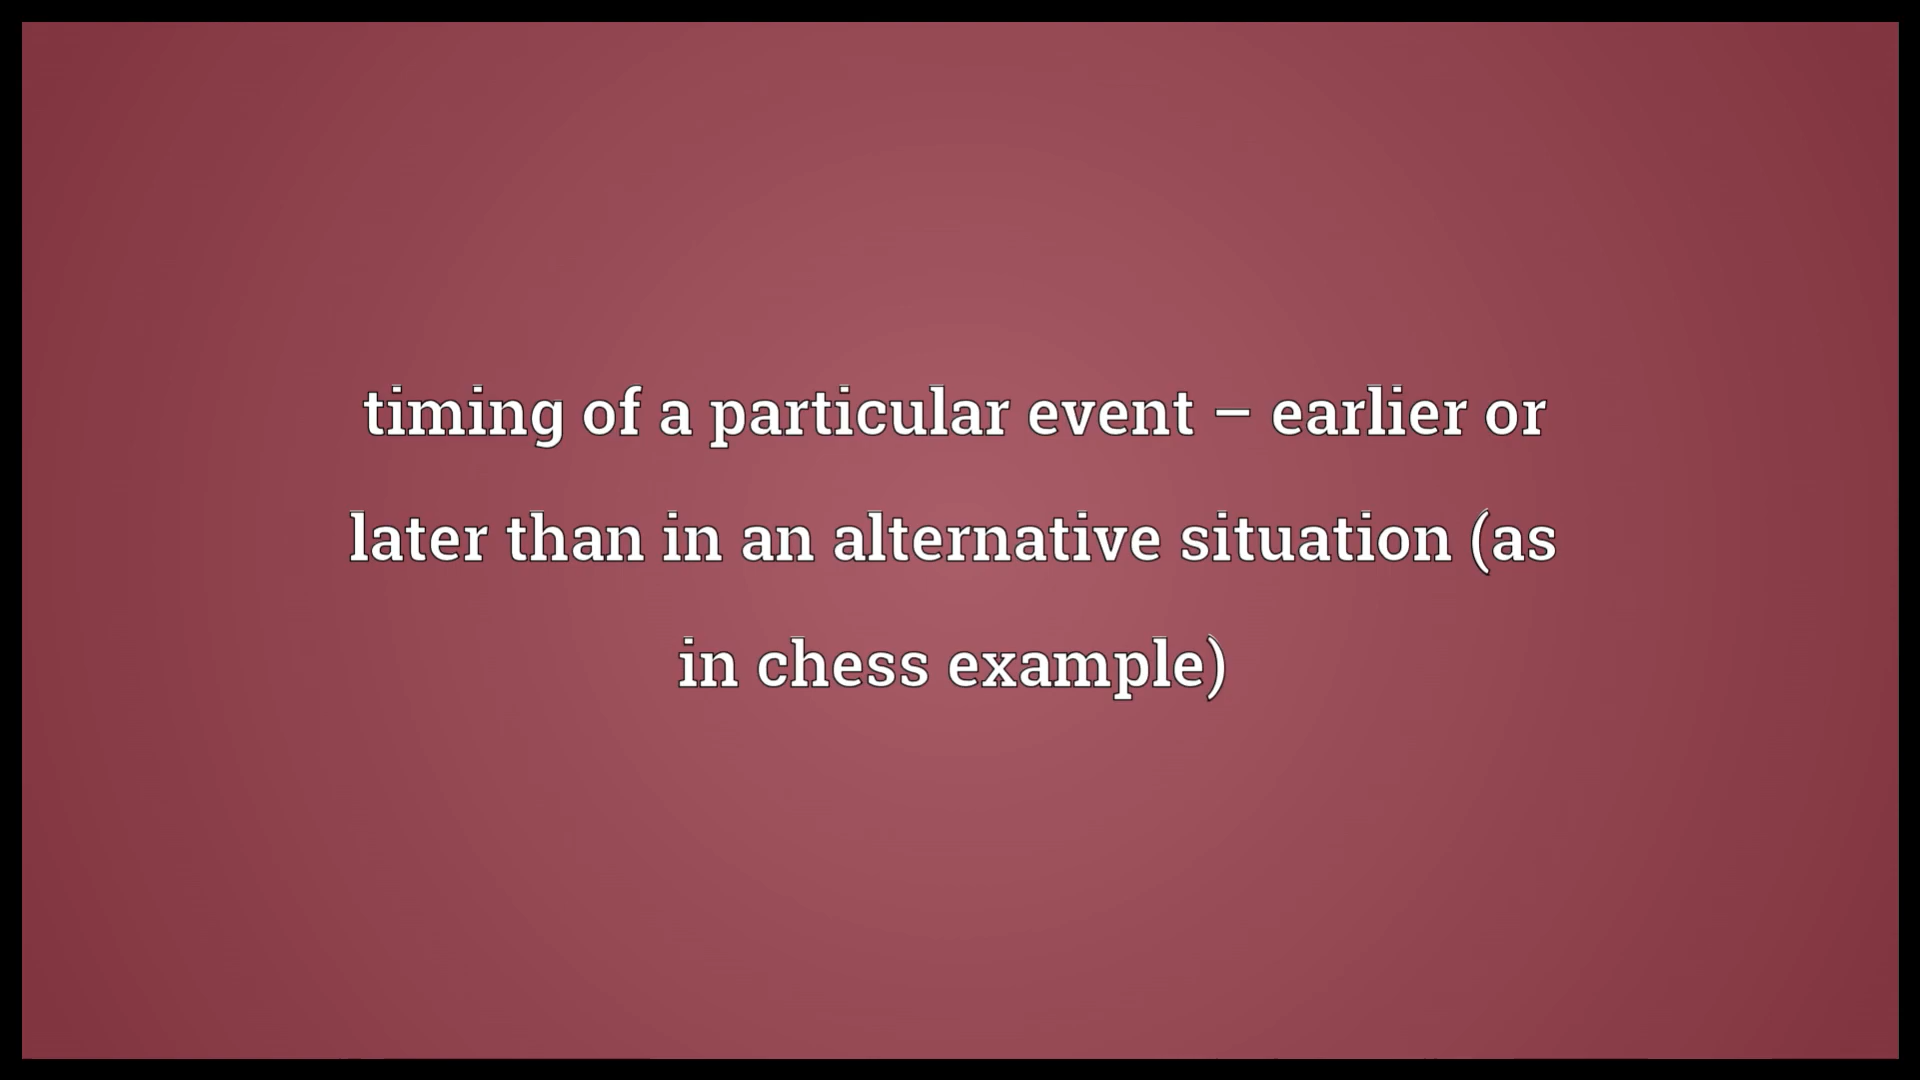 timing of a particular event – earlier or
later than in an alternative situation (as
in chess example)